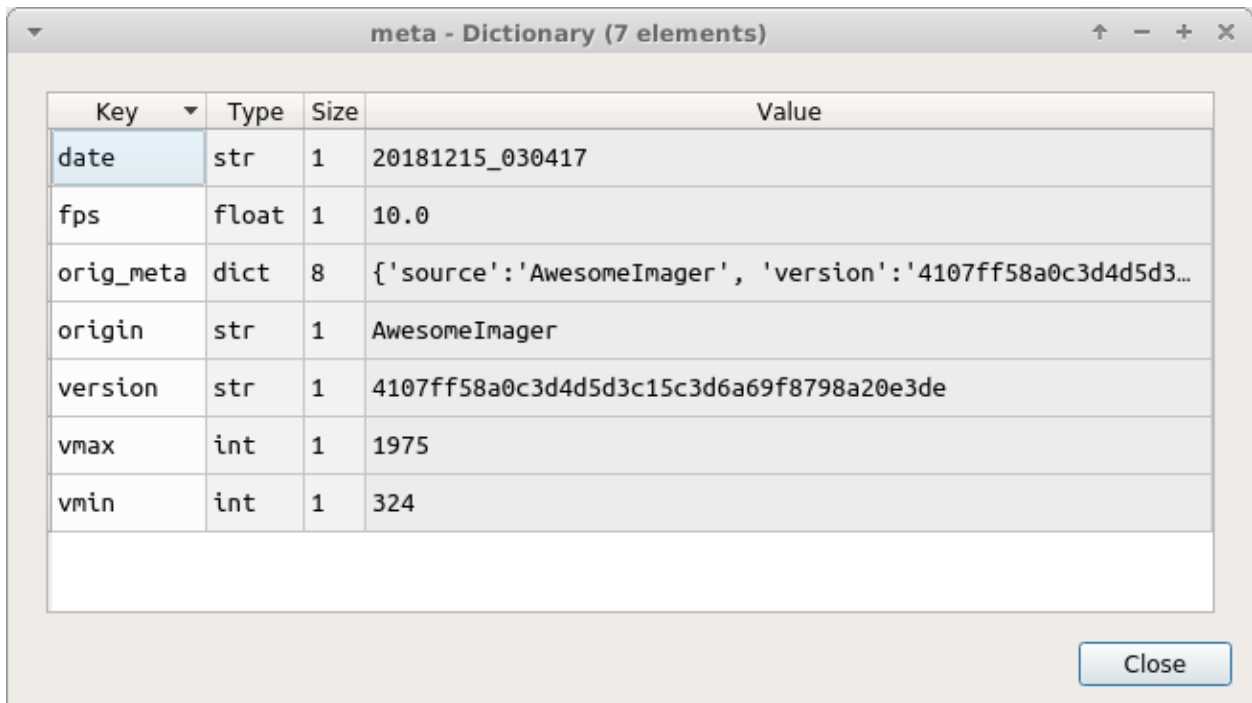 meta - Dictionary (7 elements)
Key Type Size Value
date str 1 20181215_030417
fps float 1 10.0
orig_meta dict 8 {'source':'AwesomeImager', 'version':'4107ff58a0c3d4d5d3…
origin str 1 AwesomeImager
version str 1 4107ff58a0c3d4d5d3c15c3d6a69f8798a20e3de
vmax int 1 1975
vmin int 1 324
Close